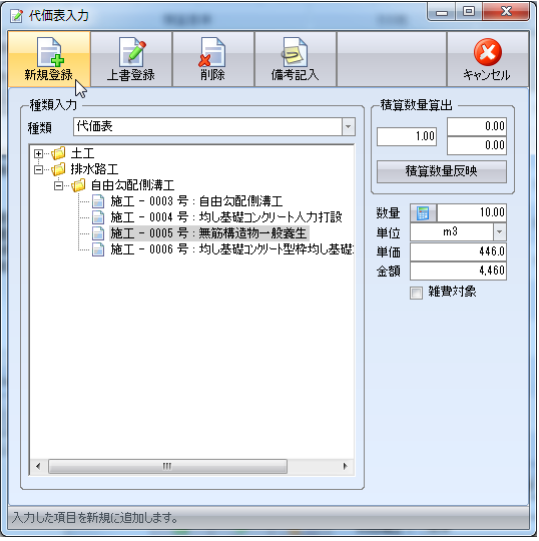 代価表入力
新規登録
上書登録
削除
備考記入
キャンセル
種類入力
種類 代価表
土工
排水路工
自由勾配側溝工
施工 - 0003 号 : 自由勾配側溝工
施工 - 0004 号 : 均し基礎コンクリート人力打設
施工 - 0005 号 : 無筋構造物一般養生
施工 - 0006 号 : 均し基礎コンクリート型枠均し基礎
積算数量算出
1.00
0.00
0.00
積算数量反映
数量 10.00
単位 m3
単価 446.0
金額 4,460
雑費対象
入力した項目を新規に追加します。